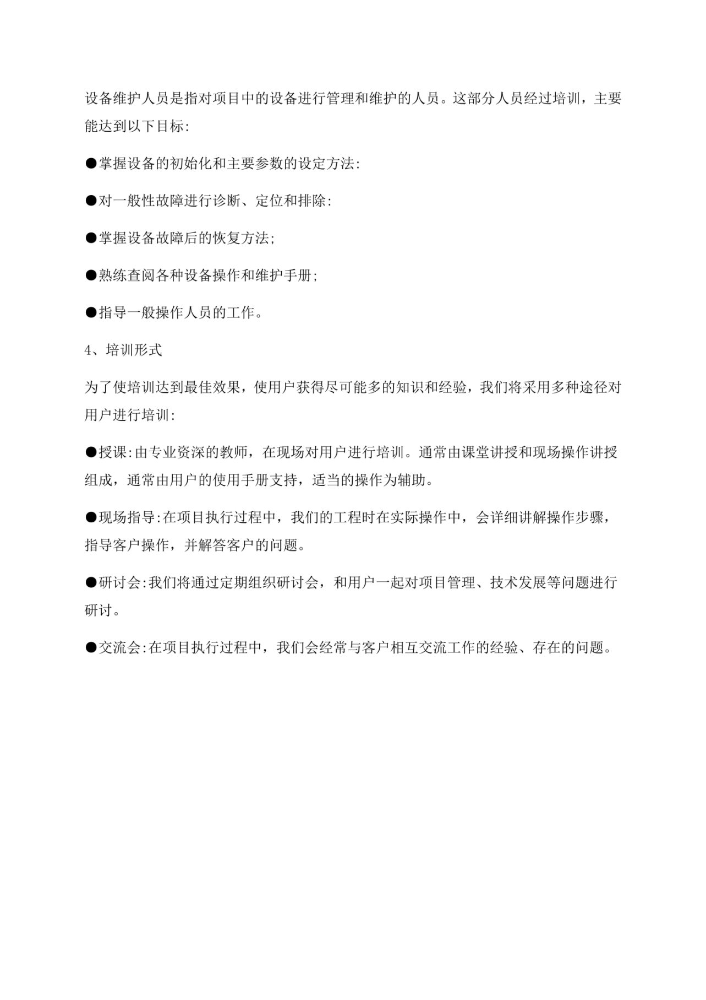 设备维护人员是指对项目中的设备进行管理和维护的人员。这部分人员经过培训，主要
能达到以下目标:
●掌握设备的初始化和主要参数的设定方法:
●对一般性故障进行诊断、定位和排除:
●掌握设备故障后的恢复方法;
●熟练查阅各种设备操作和维护手册;
●指导一般操作人员的工作。
4、培训形式
为了使培训达到最佳效果，使用户获得尽可能多的知识和经验，我们将采用多种途径对
用户进行培训:
●授课:由专业资深的教师，在现场对用户进行培训。通常由课堂讲授和现场操作讲授
组成，通常由用户的使用手册支持，适当的操作为辅助。
●现场指导:在项目执行过程中，我们的工程时在实际操作中，会详细讲解操作步骤，
指导客户操作，并解答客户的问题。
●研讨会:我们将通过定期组织研讨会，和用户一起对项目管理、技术发展等问题进行
研讨。
●交流会:在项目执行过程中，我们会经常与客户相互交流工作的经验、存在的问题。